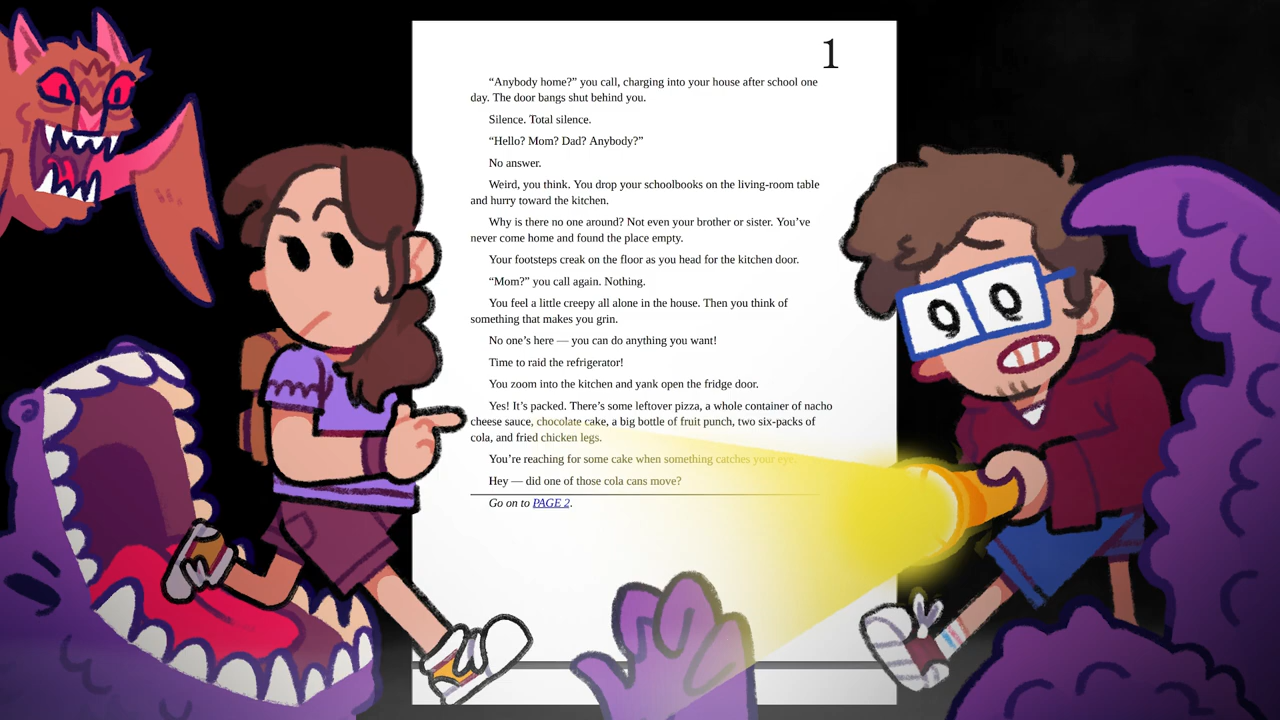 1
“Anybody home?” you call, charging into your house after school one
day. The door bangs shut behind you.
Silence. Total silence.
“Hello? Mom? Dad? Anybody?”
No answer.
Weird, you think. You drop your schoolbooks on the living-room table
and hurry toward the kitchen.
Why is there no one around? Not even your brother or sister. You’ve
never come home and found the place empty.
Your footsteps creak on the floor as you head for the kitchen door.
“Mom?” you call again. Nothing.
You feel a little creepy all alone in the house. Then you think of
something that makes you grin.
No one’s here — you can do anything you want!
Time to raid the refrigerator!
You zoom into the kitchen and yank open the fridge door.
Yes! It’s packed. There’s some leftover pizza, a whole container of nacho
cheese sauce, chocolate cake, a big bottle of fruit punch, two six-packs of
cola, and fried chicken legs.
You’re reaching for some cake when something catches your eye.
Hey — did one of those cola cans move?
Go on to PAGE 2.